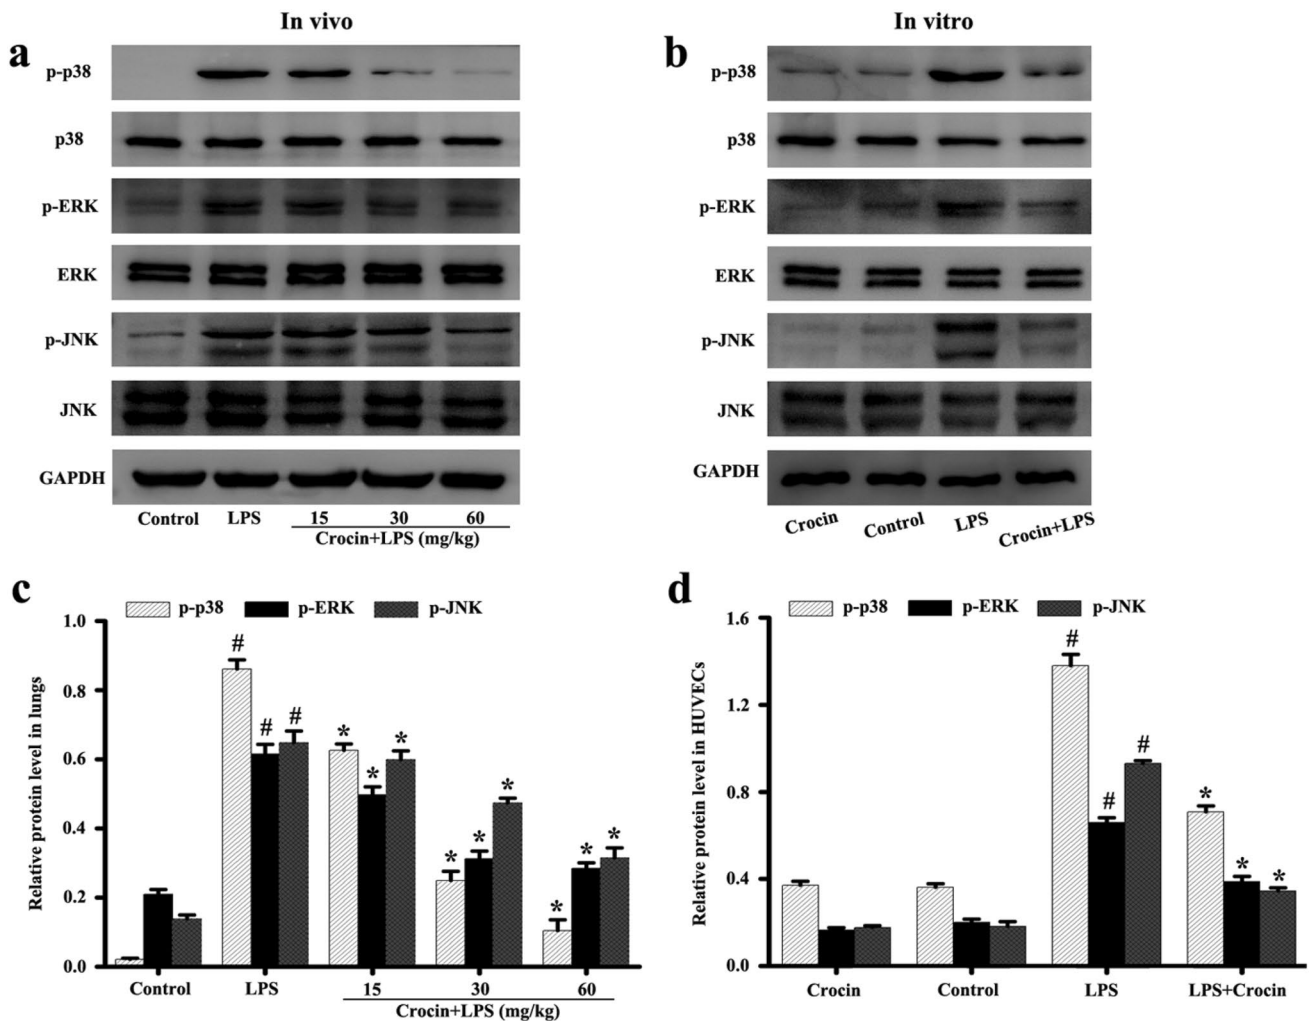 In vivo
a
p-p38
p38
p-ERK
ERK
p-JNK
JNK
GAPDH
Control LPS 15 30 60
Crocin+LPS (mg/kg)
In vitro
b
p-p38
p38
p-ERK
ERK
p-JNK
JNK
GAPDH
Crocin Control LPS Crocin+LPS
c
p-p38 p-ERK p-JNK
Relative protein level in lungs
1.0
0.8
0.6
0.4
0.2
0.0
# # #
* * *
* * *
* * *
Control LPS 15 30 60
Crocin+LPS (mg/kg)
d
p-p38 p-ERK p-JNK
Relative protein level in HUVECs
1.6
1.2
0.8
0.4
0.0
# # #
* * *
Crocin Control LPS LPS+Crocin